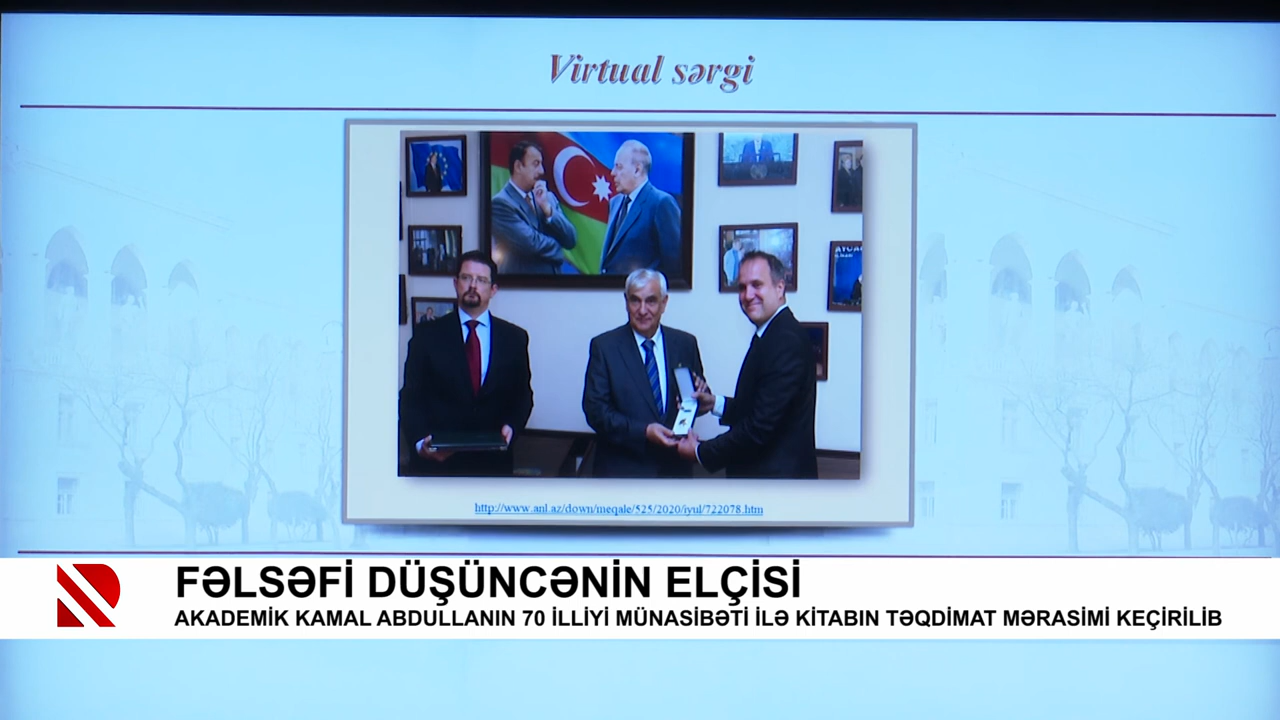 Virtual sərgi
http://www.anl.az/down/meqale/525/2020/iyul/722078.htm
FƏLSƏFİ DÜŞÜNCƏNİN ELÇİSİ
AKADEMİK KAMAL ABDULLANIN 70 İLLİYİ MÜNASİBƏTİ İLƏ KİTABIN TƏQDİMAT MƏRASİMİ KEÇİRİLİB